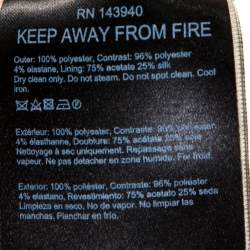 RN 143940
KEEP AWAY FROM FIRE
Outer: 100% polyester, Contrast: 96% polyester
4% elastane, Lining: 75% acetate 25% silk
Dry clean only. Do not steam. Do not spot clean. Cool
iron.
Extérieur: 100% polyester, Contraste: 96% polyester
4% élasthanne, Doublure: 75% acétate 25% soie
Nettoyage à sec uniquement. Repassage sans
vapeur. Ne pas detacher en zone humide. Fer froid.
Exterior: 100% poliéster, Contraste: 96% poliéster
4% elastano, Revestimiento: 75% acetato 25% seda
Limpieza en seco. No de vapor. No limpiar las
manchas. Planchar en frío.